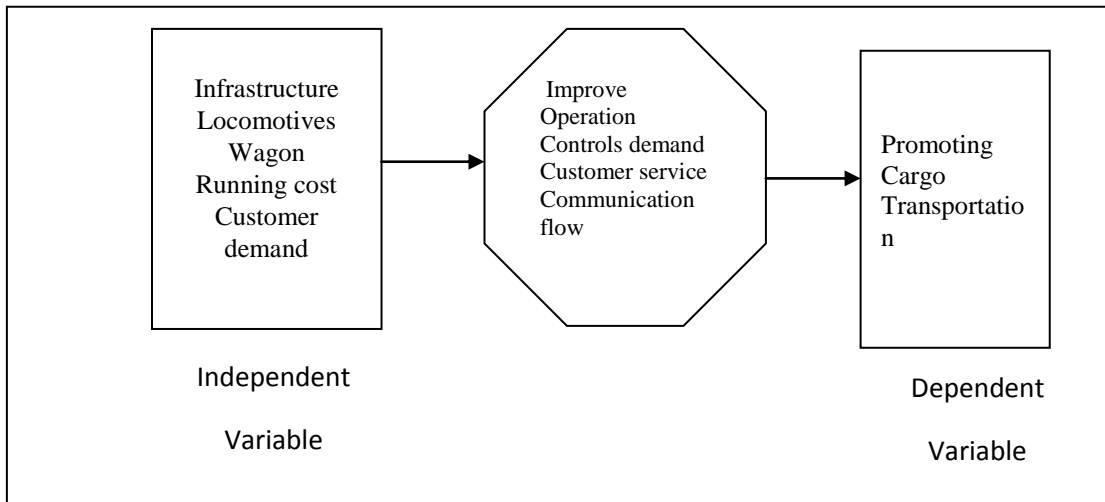 Infrastructure
Locomotives
Wagon
Running cost
Customer
demand
Improve
Operation
Controls demand
Customer service
Communication
flow
Promoting
Cargo
Transportatio
n
Independent
Variable
Dependent
Variable